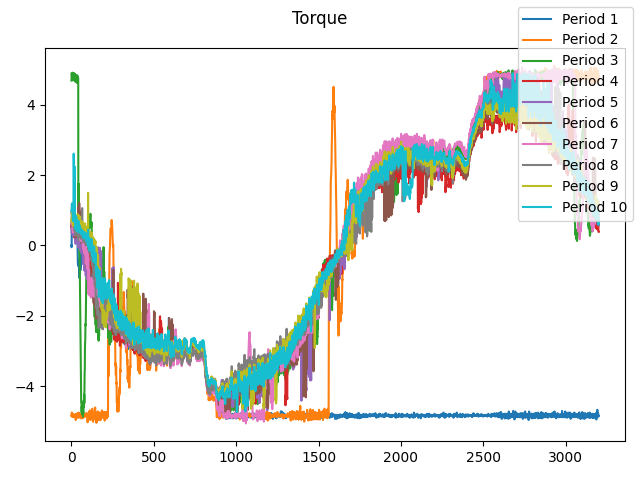 Torque
Period 1
Period 2
Period 3
Period 4
Period 5
Period 6
Period 7
Period 8
Period 9
Period 10
4
2
0
−2
−4
0 500 1000 1500 2000 2500 3000